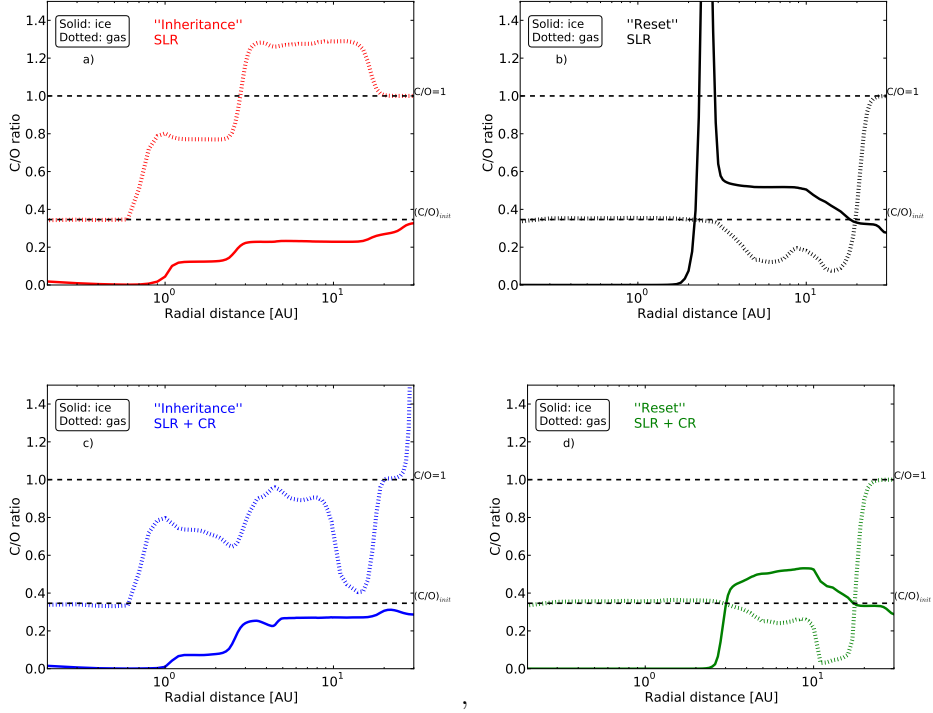 Solid: ice
Dotted: gas
"Inheritance"
SLR
a)
C/O=1
(C/O)init
C/O ratio
1.4
1.2
1.0
0.8
0.6
0.4
0.2
0.0
10^0
10^1
Radial distance [AU]
Solid: ice
Dotted: gas
"Reset"
SLR
b)
C/O=1
(C/O)init
C/O ratio
1.4
1.2
1.0
0.8
0.6
0.4
0.2
0.0
10^0
10^1
Radial distance [AU]
Solid: ice
Dotted: gas
"Inheritance"
SLR + CR
c)
C/O=1
(C/O)init
C/O ratio
1.4
1.2
1.0
0.8
0.6
0.4
0.2
0.0
10^0
10^1
Radial distance [AU]
,
Solid: ice
Dotted: gas
"Reset"
SLR + CR
d)
C/O=1
(C/O)init
C/O ratio
1.4
1.2
1.0
0.8
0.6
0.4
0.2
0.0
10^0
10^1
Radial distance [AU]